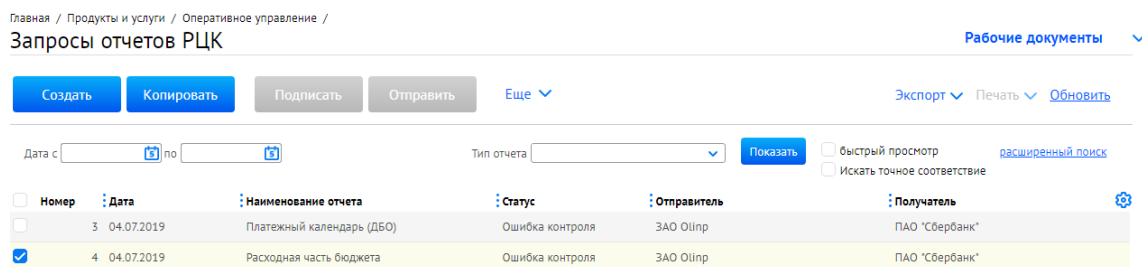 Главная / Продукты и услуги / Оперативное управление /
Запросы отчетов РЦК
Рабочие документы
Создать Копировать Подписать Отправить Еще Экспорт Печать Обновить
Дата с 5 по 5 Тип отчета Показать быстрый просмотр расширенный поиск
Искать точное соответствие
Номер Дата Наименование отчета Статус Отправитель Получатель
3 04.07.2019 Платежный календарь (ДБО) Ошибка контроля ЗАО Olinp ПАО "Сбербанк"
4 04.07.2019 Расходная часть бюджета Ошибка контроля ЗАО Olinp ПАО "Сбербанк"